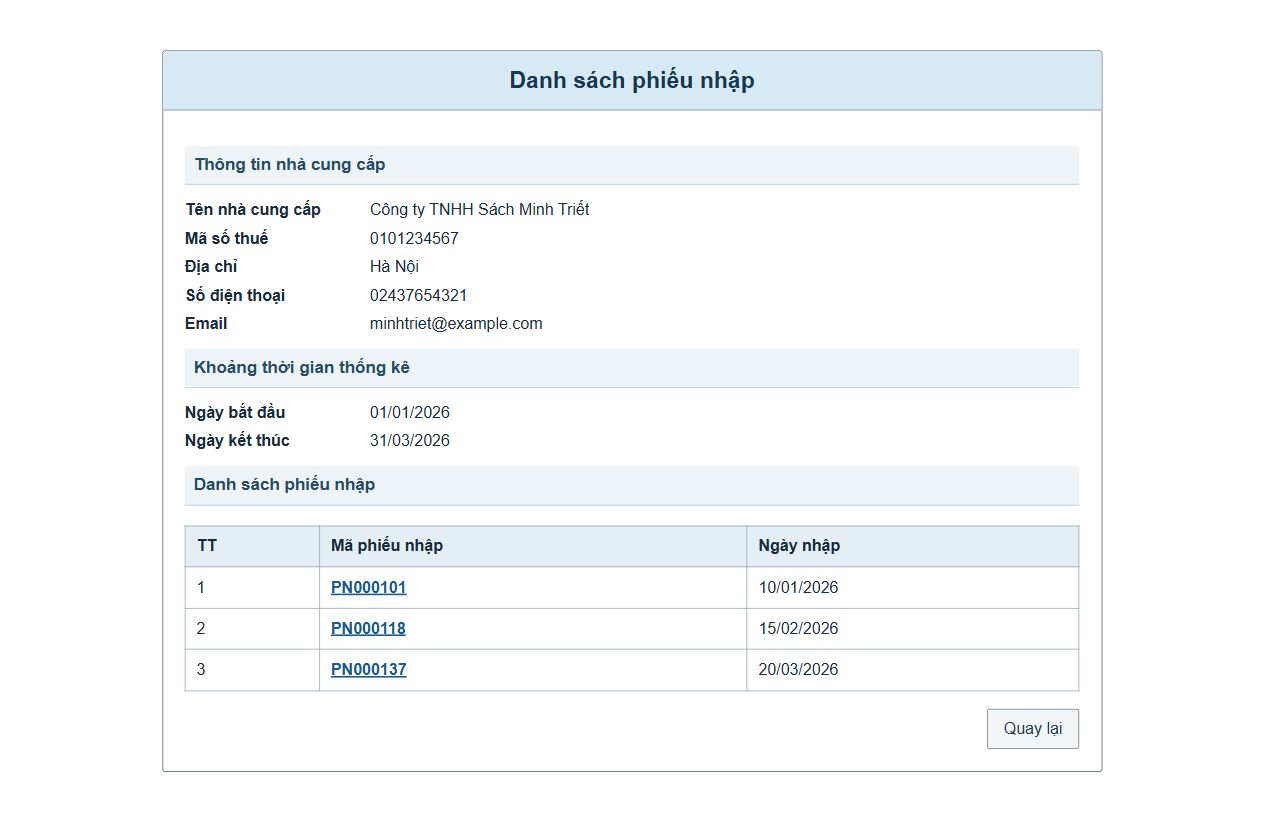 Danh sách phiếu nhập
Thông tin nhà cung cấp
Tên nhà cung cấp Công ty TNHH Sách Minh Triết
Mã số thuế 0101234567
Địa chỉ Hà Nội
Số điện thoại 02437654321
Email minhtriet@example.com
Khoảng thời gian thống kê
Ngày bắt đầu 01/01/2026
Ngày kết thúc 31/03/2026
Danh sách phiếu nhập
TT Mã phiếu nhập Ngày nhập
1 PN000101 10/01/2026
2 PN000118 15/02/2026
3 PN000137 20/03/2026
Quay lại